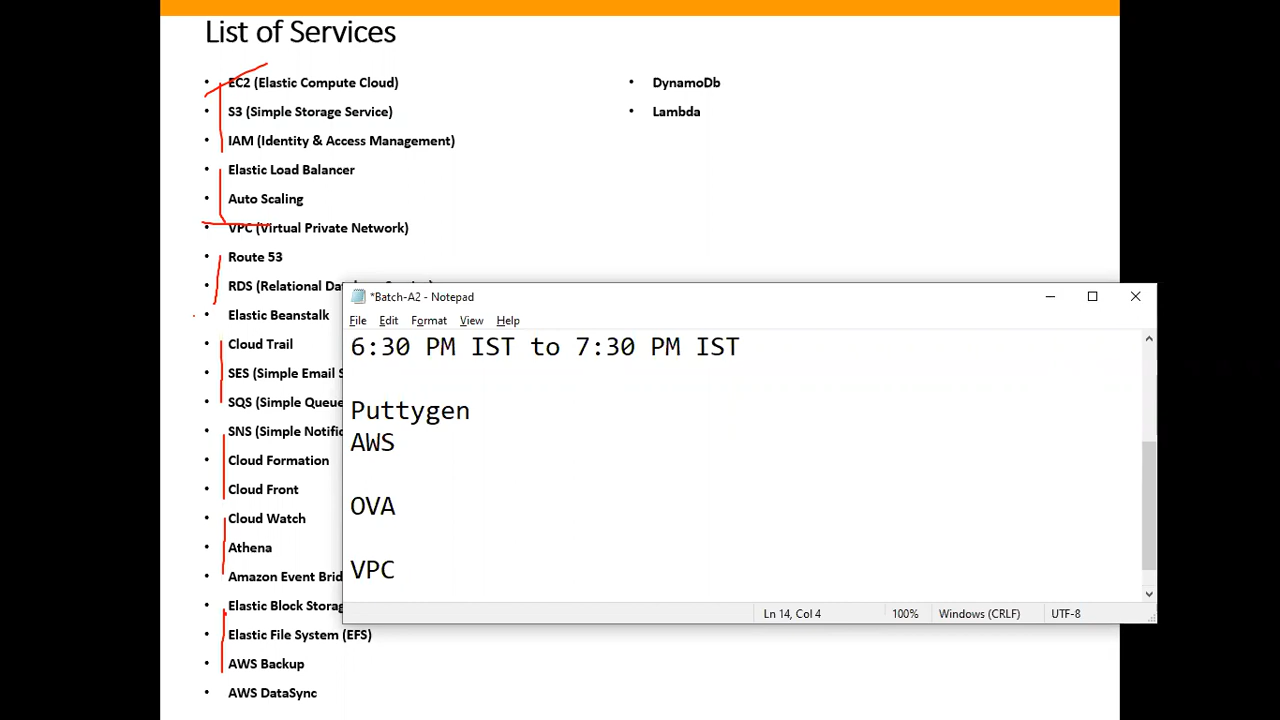 List of Services
• EC2 (Elastic Compute Cloud)
• S3 (Simple Storage Service)
• IAM (Identity & Access Management)
• Elastic Load Balancer
• Auto Scaling
• VPC (Virtual Private Network)
• Route 53
• RDS (Relational Da
• Elastic Beanstalk
• Cloud Trail
• SES (Simple Email S
• SQS (Simple Queue
• SNS (Simple Notific
• Cloud Formation
• Cloud Front
• Cloud Watch
• Athena
• Amazon Event Brid
• Elastic Block Storag
• Elastic File System (EFS)
• AWS Backup
• AWS DataSync
• DynamoDb
• Lambda
*Batch-A2 - Notepad
File Edit Format View Help
6:30 PM IST to 7:30 PM IST
Puttygen
AWS
OVA
VPC
Ln 14, Col 4 100% Windows (CRLF) UTF-8